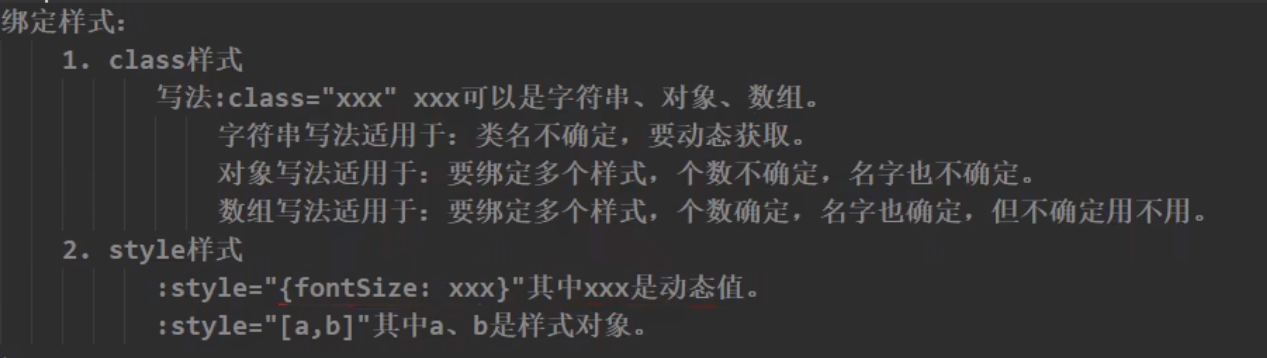 绑定样式:
1. class样式
写法:class="xxx" xxx可以是字符串、对象、数组。
字符串写法适用于: 类名不确定, 要动态获取。
对象写法适用于: 要绑定多个样式, 个数不确定, 名字也不确定。
数组写法适用于: 要绑定多个样式, 个数确定, 名字也确定, 但不确定用不用。
2. style样式
:style="{fontSize: xxx}"其中xxx是动态值。
:style="[a,b]"其中a、b是样式对象。